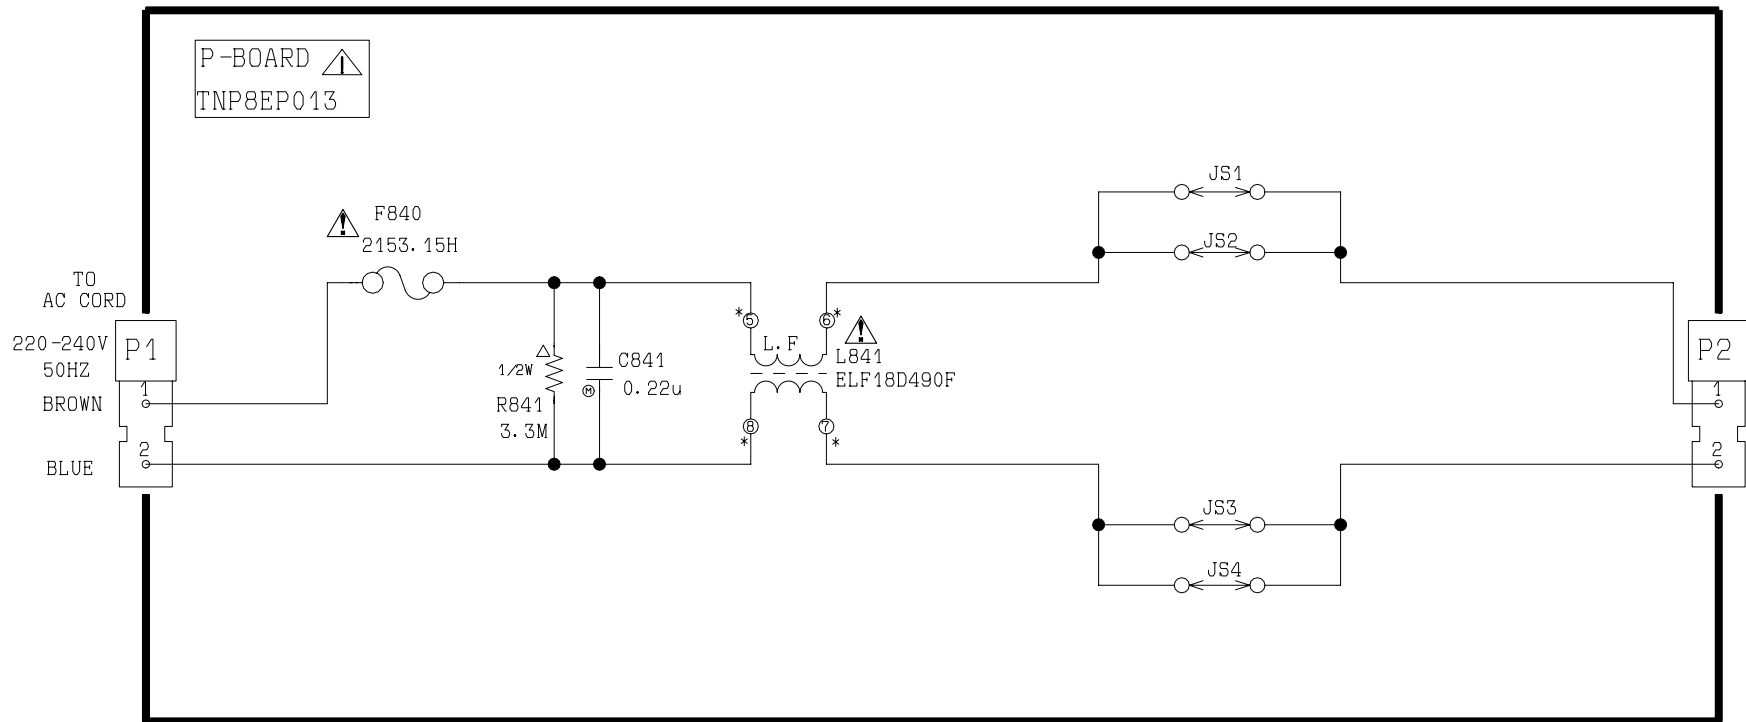 P-BOARD
TNP8EP013
JS1
JS2
F840
2153.15H
TO
AC CORD
220-240V
50HZ
P1
1
BROWN
2
BLUE
1/2W
R841
3.3M
C841
0.22u
M
*5
6*
L.F
L841
ELF18D490F
8
*
7
*
P2
1
2
JS3
JS4